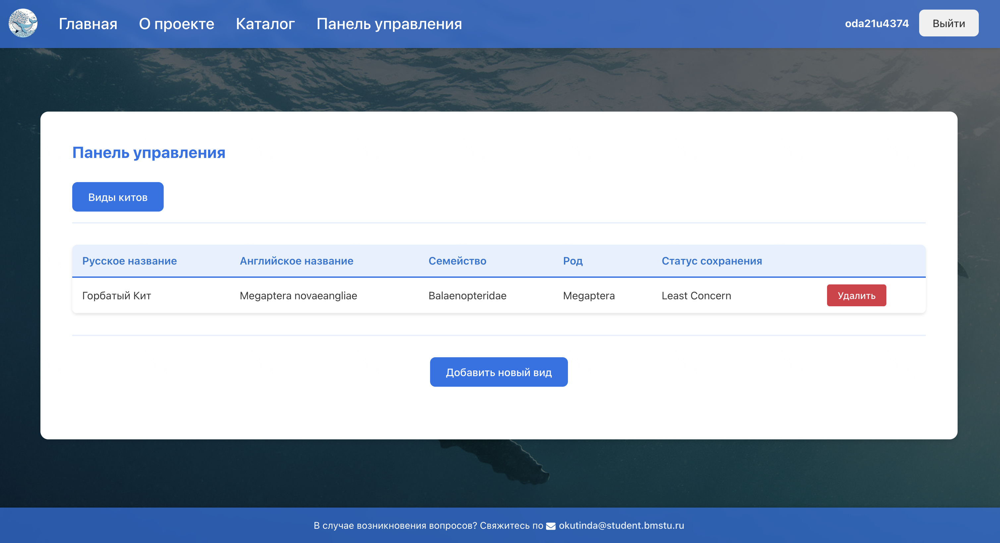 Главная О проекте Каталог Панель управления oda21u4374 Выйти
Панель управления
Виды китов
Русское название Английское название Семейство Род Статус сохранения
Горбатый Кит Megaptera novaeangliae Balaenopteridae Megaptera Least Concern Удалить
Добавить новый вид
В случае возникновения вопросов? Свяжитесь по okutinda@student.bmstu.ru